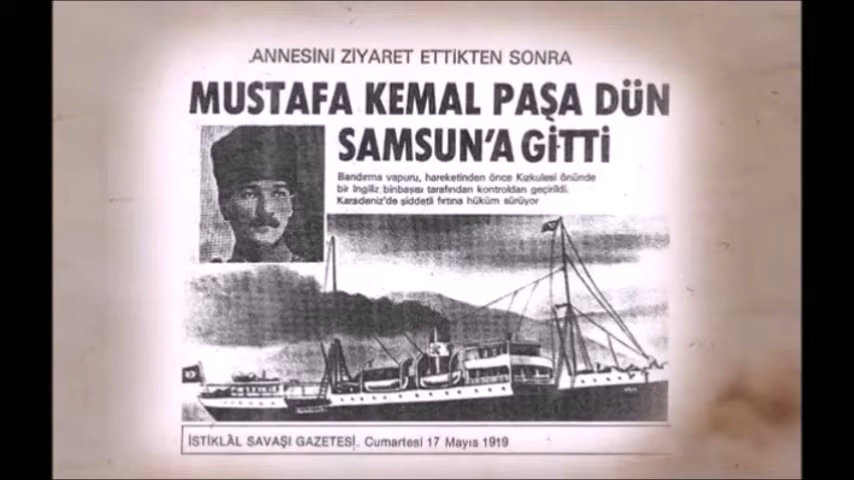 ANNESİNİ ZİYARET ETTİKTEN SONRA
MUSTAFA KEMAL PAŞA DÜN
SAMSUN'A GİTTİ
Bandırma vapuru, hareketinden önce Kızkulesi önünde
bir İngiliz binbaşısı tarafından kontroldan geçirildi.
Karadeniz'de şiddetli fırtına hüküm sürüyor
İSTİKLÂL SAVAŞI GAZETESİ. Cumartesi 17 Mayıs 1919